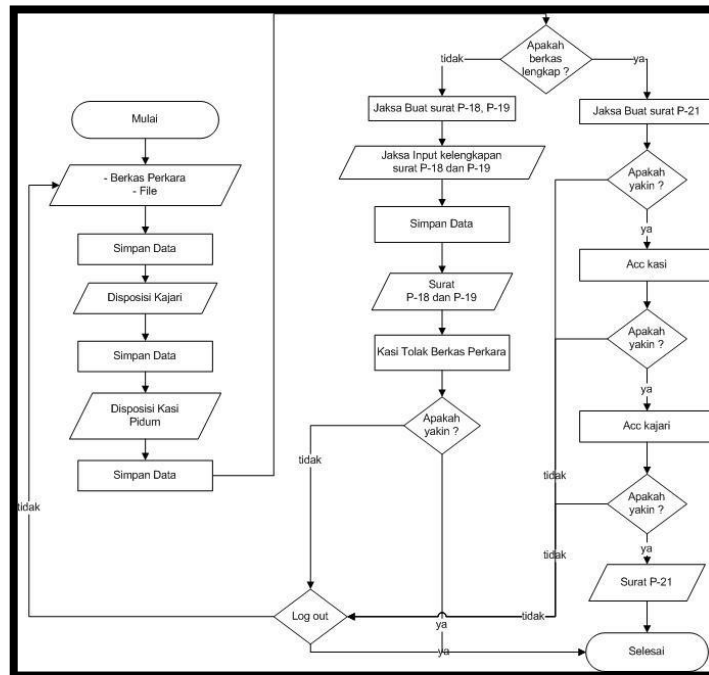 Mulai
- Berkas Perkara
- File
Simpan Data
Disposisi Kajari
Simpan Data
Disposisi Kasi
Pidum
Simpan Data
tidak
Apakah
berkas
lengkap ?
tidak
ya
Jaksa Buat surat P-18, P-19
Jaksa Input kelengkapan
surat P-18 dan P-19
Simpan Data
Surat
P-18 dan P-19
Kasi Tolak Berkas Perkara
Apakah
yakin ?
tidak
ya
Log out
ya
Jaksa Buat surat P-21
Apakah
yakin ?
ya
Acc kasi
Apakah
yakin ?
ya
Acc kajari
tidak
Apakah
yakin ?
tidak
ya
Surat P-21
tidak
Selesai